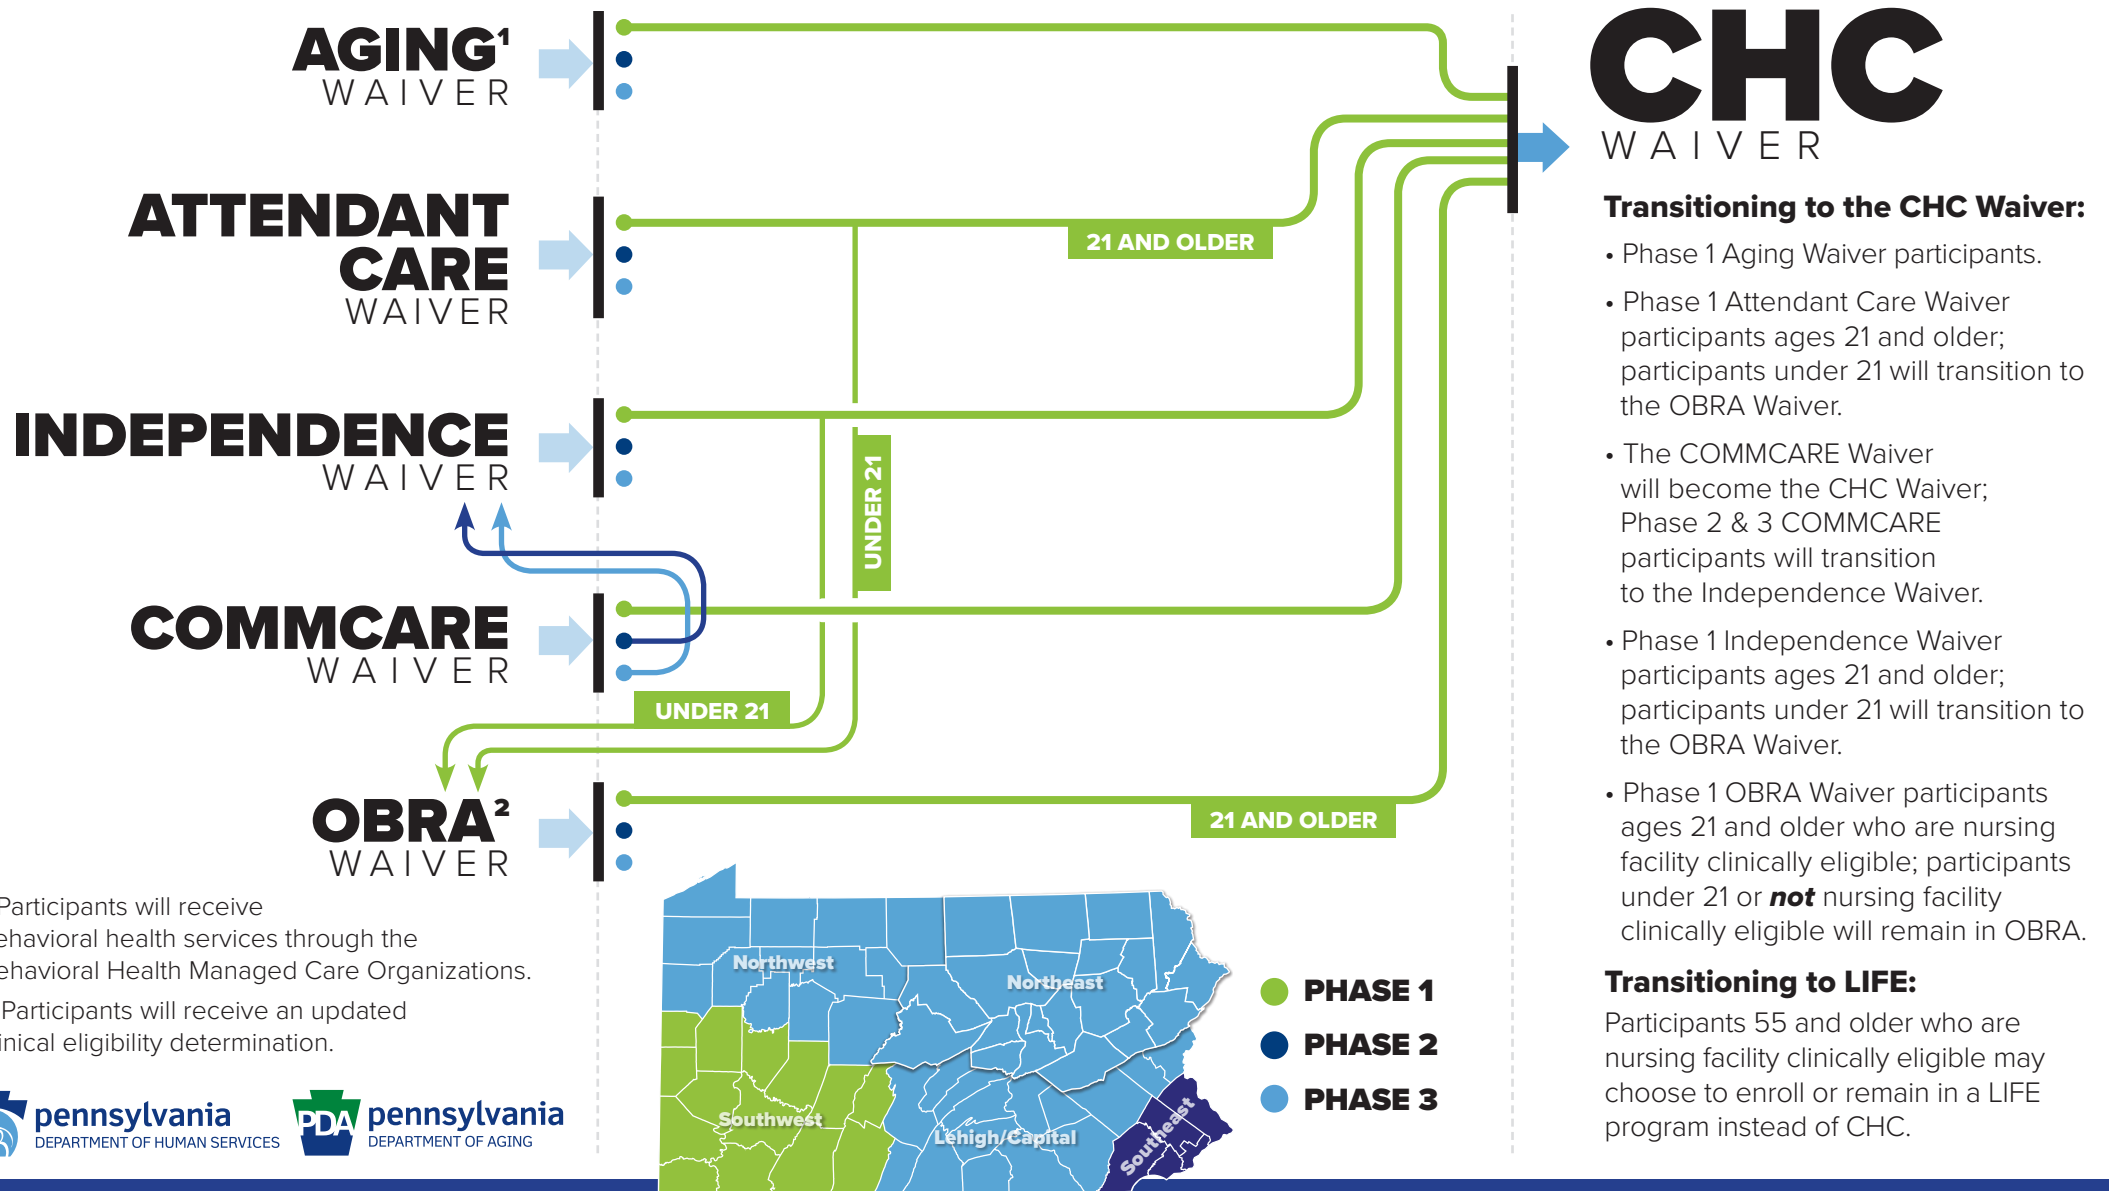 AGING¹
WAIVER
ATTENDANT
CARE
WAIVER
INDEPENDENCE
WAIVER
COMMCARE
WAIVER
OBRA²
WAIVER
21 AND OLDER
UNDER 21
UNDER 21
21 AND OLDER
CHC
WAIVER
Transitioning to the CHC Waiver:
• Phase 1 Aging Waiver participants.
• Phase 1 Attendant Care Waiver
participants ages 21 and older;
participants under 21 will transition to
the OBRA Waiver.
• The COMMCARE Waiver
will become the CHC Waiver;
Phase 2 & 3 COMMCARE
participants will transition
to the Independence Waiver.
• Phase 1 Independence Waiver
participants ages 21 and older;
participants under 21 will transition to
the OBRA Waiver.
• Phase 1 OBRA Waiver participants
ages 21 and older who are nursing
facility clinically eligible; participants
under 21 or not nursing facility
clinically eligible will remain in OBRA.
Transitioning to LIFE:
Participants 55 and older who are
nursing facility clinically eligible may
choose to enroll or remain in a LIFE
program instead of CHC.
Participants will receive
ehavioral health services through the
ehavioral Health Managed Care Organizations.
Participants will receive an updated
inical eligibility determination.
pennsylvania
DEPARTMENT OF HUMAN SERVICES
PDA
pennsylvania
DEPARTMENT OF AGING
Northwest
Northeast
Southwest
Lehigh/Capital
Southeast
PHASE 1
PHASE 2
PHASE 3